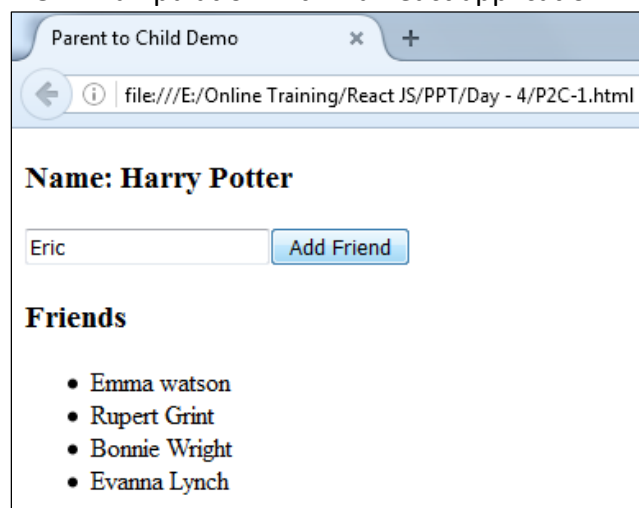 Parent to Child Demo
file:///E:/Online Training/React JS/PPT/Day - 4/P2C-1.html
Name: Harry Potter
Eric Add Friend
Friends
Emma watson
Rupert Grint
Bonnie Wright
Evanna Lynch